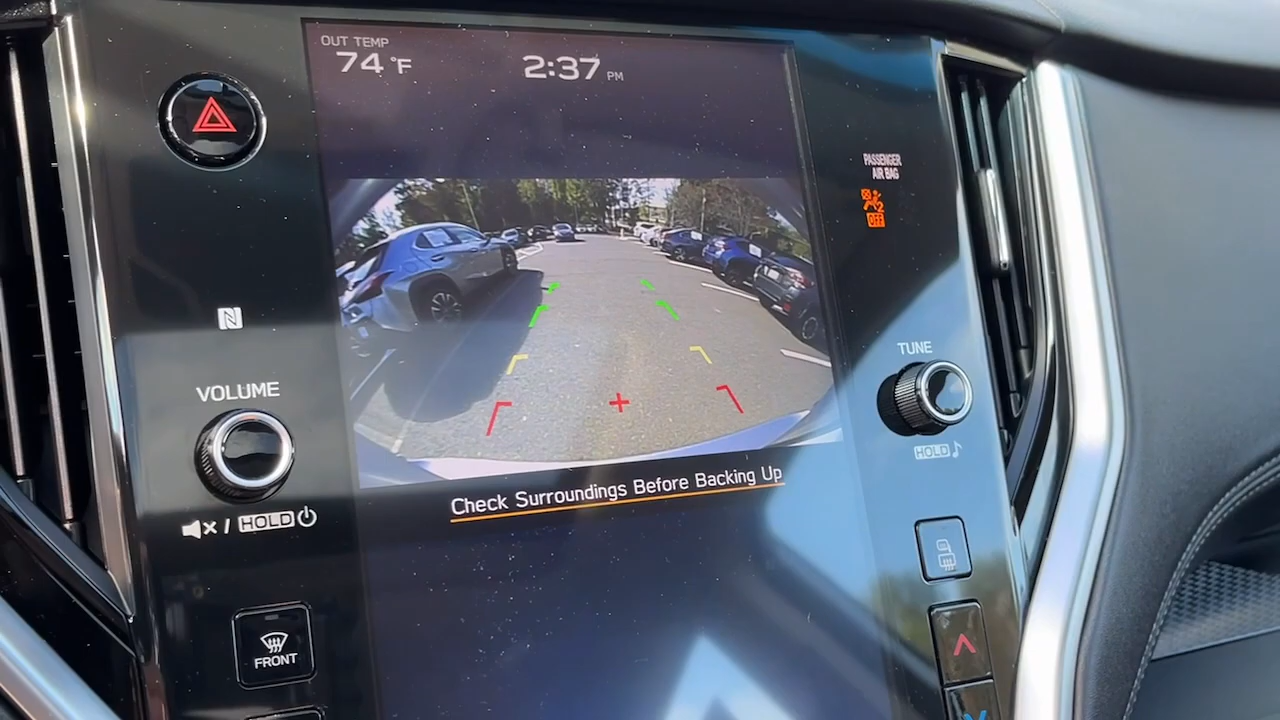 OUT TEMP
74 °F
2:37 PM
PASSENGER
AIR BAG
OFF
VOLUME
TUNE
HOLD
Check Surroundings Before Backing Up
/ HOLD
FRONT